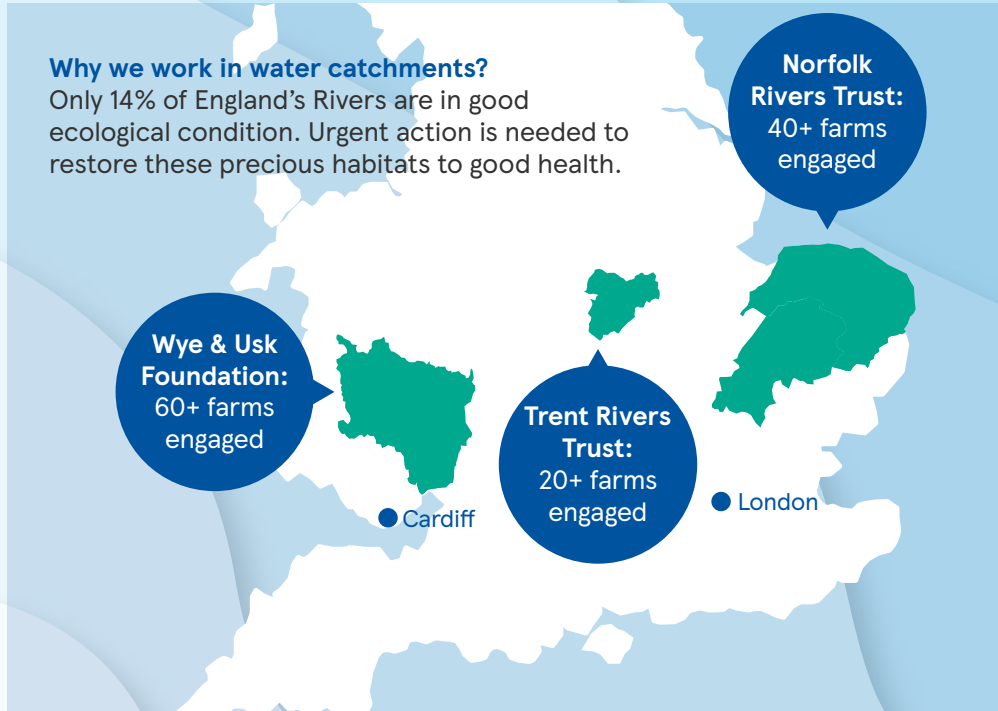 Why we work in water catchments?
Only 14% of England's Rivers are in good
ecological condition. Urgent action is needed to
restore these precious habitats to good health.
Norfolk
Rivers Trust:
40+ farms
engaged
Wye & Usk
Foundation:
60+ farms
engaged
Trent Rivers
Trust:
20+ farms
engaged
Cardiff
London